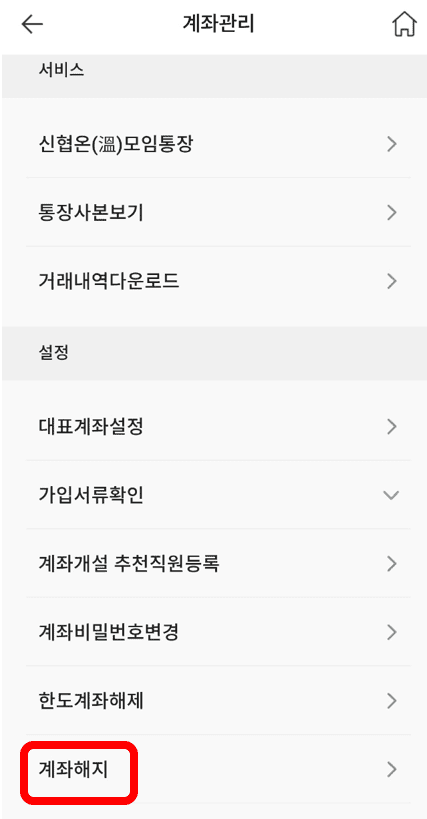 계좌관리
서비스
신협온(溫)모임통장
통장사본보기
거래내역다운로드
설정
대표계좌설정
가입서류확인
계좌개설 추천직원등록
계좌비밀번호변경
한도계좌해제
계좌해지